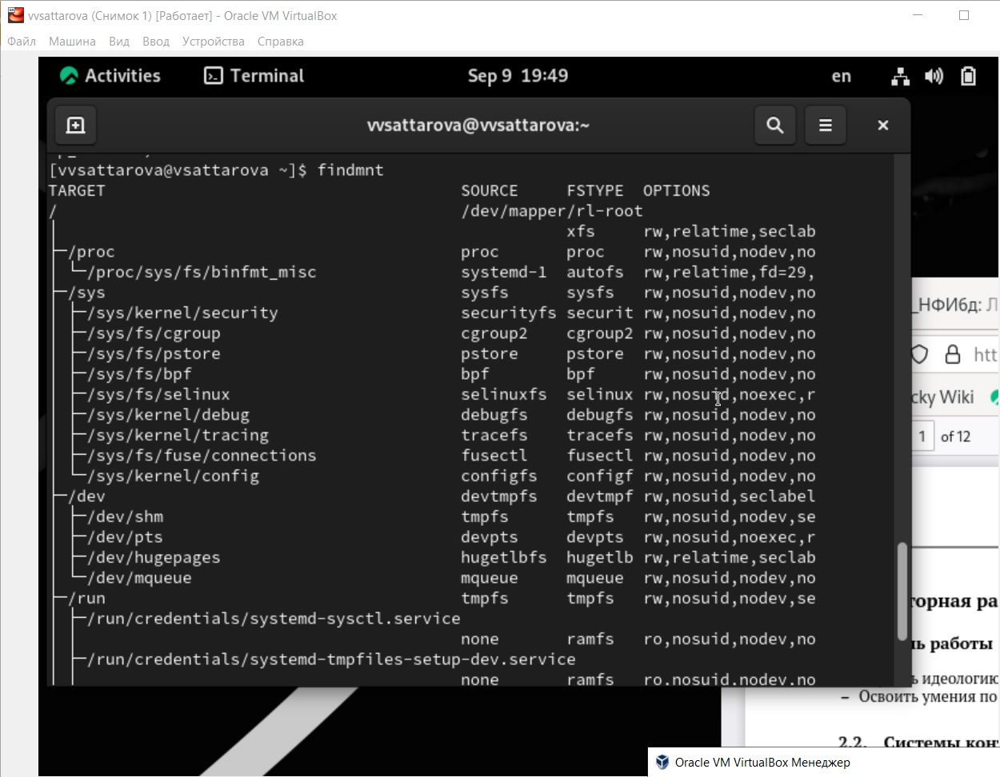 vvsattarova (Снимок 1) [Работает] - Oracle VM VirtualBox
Файл Машина Вид Ввод Устройства Справка
Activities Terminal Sep 9 19:49 en
vvsattarova@vvsattarova:~
[vvsattarova@vsattarova ~]$ findmnt
TARGET SOURCE FSTYPE OPTIONS
/ /dev/mapper/rl-root
xfs rw,relatime,seclab
├─/proc proc proc rw,nosuid,nodev,no
│ └─/proc/sys/fs/binfmt_misc systemd-1 autofs rw,relatime,fd=29,
├─/sys sysfs sysfs rw,nosuid,nodev,no
│ ├─/sys/kernel/security securityfs securit rw,nosuid,nodev,no
│ ├─/sys/fs/cgroup cgroup2 cgroup2 rw,nosuid,nodev,no
│ ├─/sys/fs/pstore pstore pstore rw,nosuid,nodev,no
│ ├─/sys/fs/bpf bpf bpf rw,nosuid,nodev,no
│ ├─/sys/fs/selinux selinuxfs selinux rw,nosuid,noexec,r
│ ├─/sys/kernel/debug debugfs debugfs rw,nosuid,nodev,no
│ ├─/sys/kernel/tracing tracefs tracefs rw,nosuid,nodev,no
│ ├─/sys/fs/fuse/connections fusectl fusectl rw,nosuid,nodev,no
│ └─/sys/kernel/config configfs configf rw,nosuid,nodev,no
├─/dev devtmpfs devtmpf rw,nosuid,seclabel
│ ├─/dev/shm tmpfs tmpfs rw,nosuid,nodev,se
│ ├─/dev/pts devpts devpts rw,nosuid,noexec,r
│ ├─/dev/hugepages hugetlbfs hugetlb rw,relatime,seclab
│ └─/dev/mqueue mqueue mqueue rw,nosuid,nodev,no
├─/run tmpfs tmpfs rw,nosuid,nodev,se
│ ├─/run/credentials/systemd-sysctl.service
│ │ none ramfs ro,nosuid,nodev,no
│ ├─/run/credentials/systemd-tmpfiles-setup-dev.service
│ │ none ramfs ro,nosuid,nodev,no
_НФИбд: Л
htt
cky Wiki
1 of 12
торная ра
ь работы
ь идеологию
– Освоить умения по
2.2. Системы кон
Oracle VM VirtualBox Менеджер